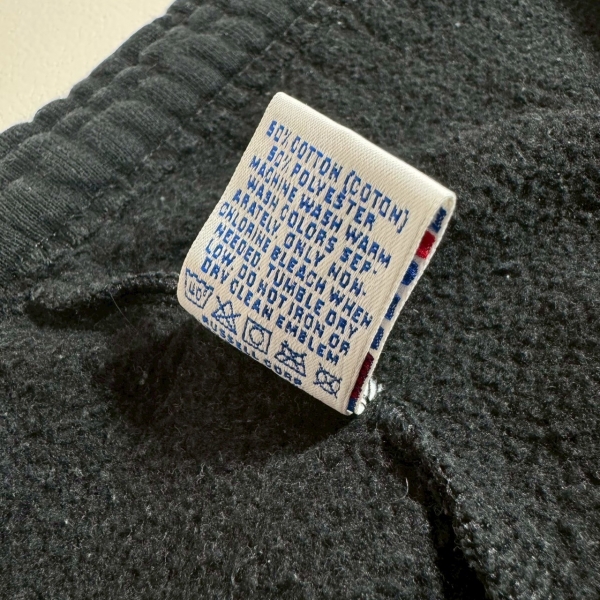 50% COTTON (COTON)
50% POLYESTER
MACHINE WASH WARM
WASH COLORS SEP-
ARATELY. ONLY NON-
CHLORINE BLEACH WHEN
NEEDED. TUMBLE DRY
LOW. DO NOT IRON OR
DRY CLEAN EMBLEM
40°
RUSSELL CORP